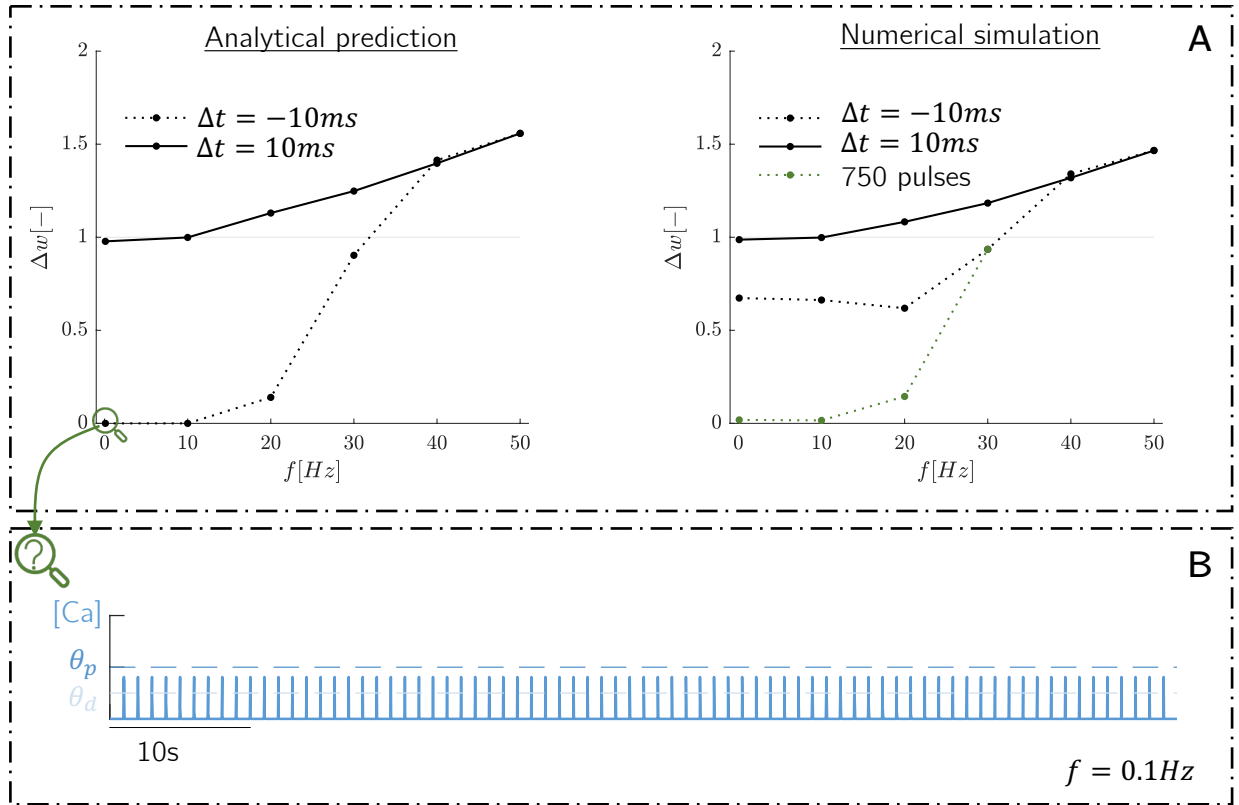 A
Analytical prediction
Δt = −10ms
Δt = 10ms
2
1.5
1
0.5
0
Δw[−]
0 10 20 30 40 50
f[Hz]
Numerical simulation
Δt = −10ms
Δt = 10ms
750 pulses
2
1.5
1
0.5
0
Δw[−]
0 10 20 30 40 50
f[Hz]
?
B
[Ca]
θ_p
θ_d
10s
f = 0.1Hz